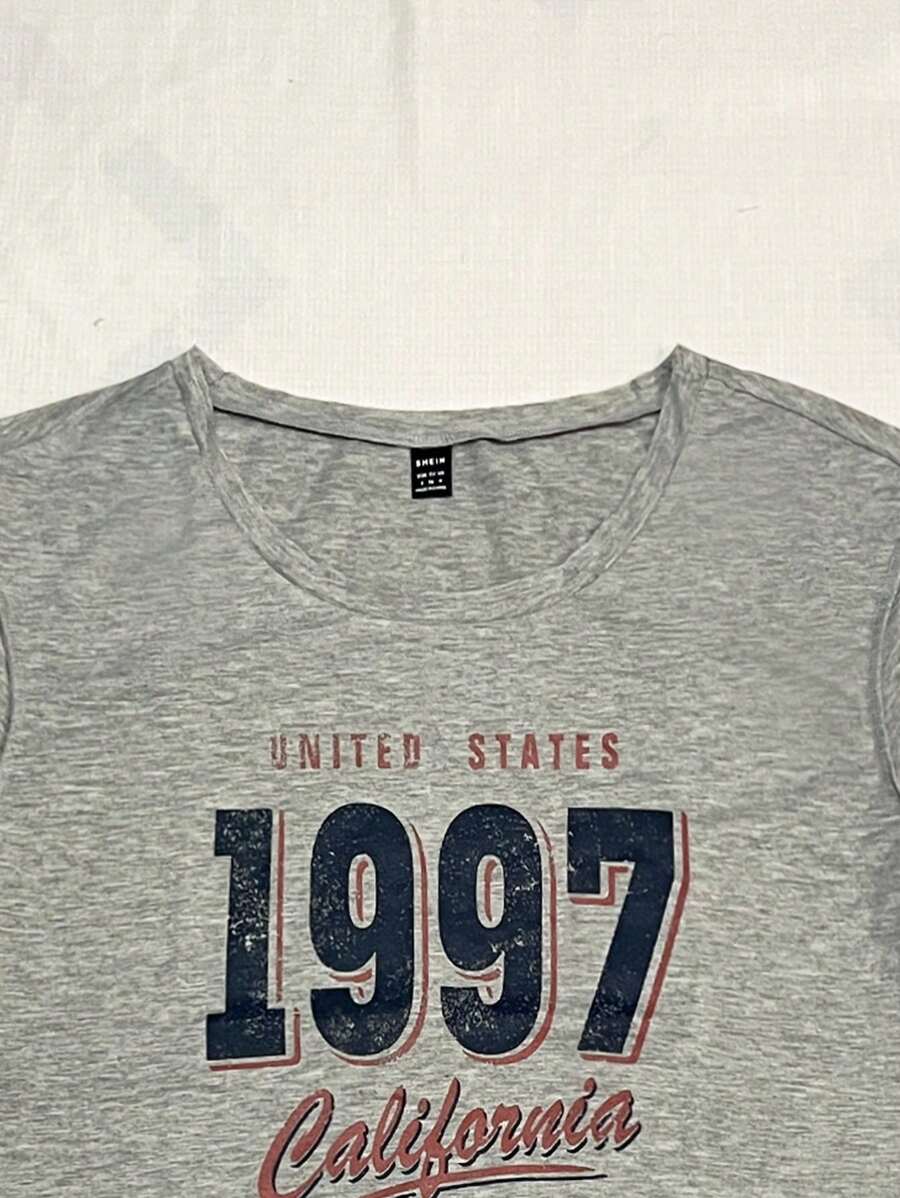 SHEIN
UNITED STATES
1997
California